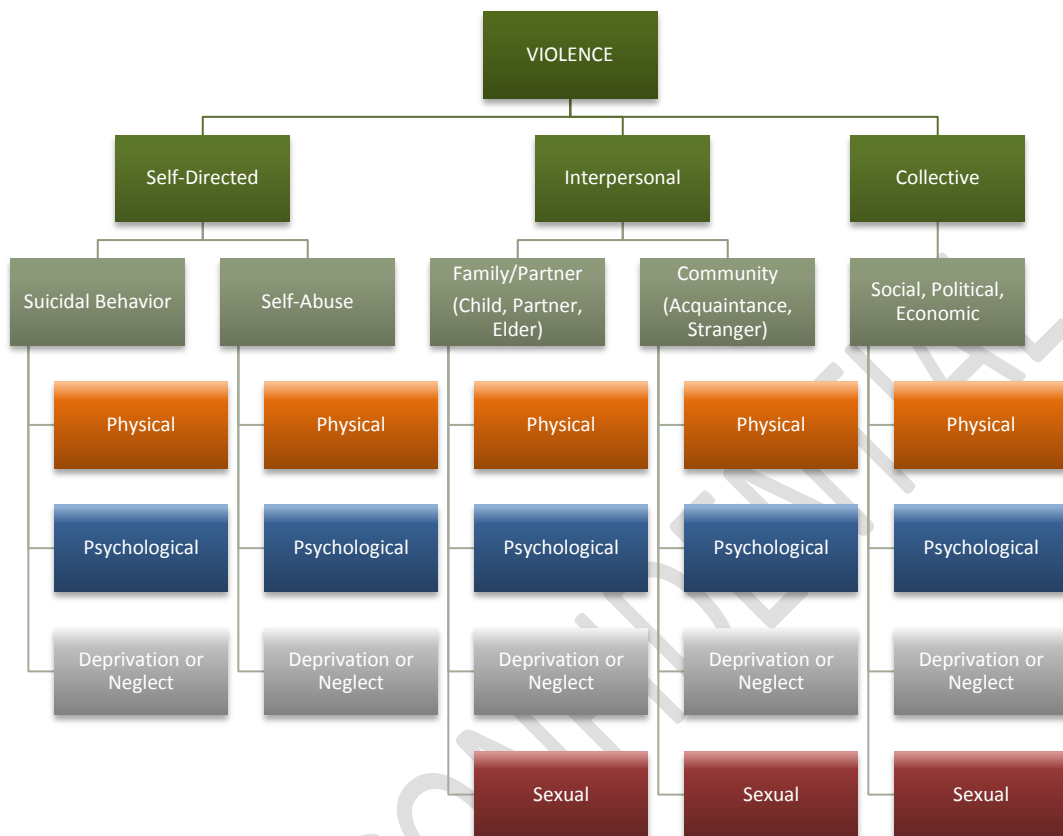 VIOLENCE
Self-Directed
Interpersonal
Collective
Suicidal Behavior
Self-Abuse
Family/Partner
(Child, Partner,
Elder)
Community
(Acquaintance,
Stranger)
Social, Political,
Economic
Physical
Physical
Physical
Physical
Physical
Psychological
Psychological
Psychological
Psychological
Psychological
Deprivation or
Neglect
Deprivation or
Neglect
Deprivation or
Neglect
Deprivation or
Neglect
Deprivation or
Neglect
Sexual
Sexual
Sexual
CONFIDENTIAL